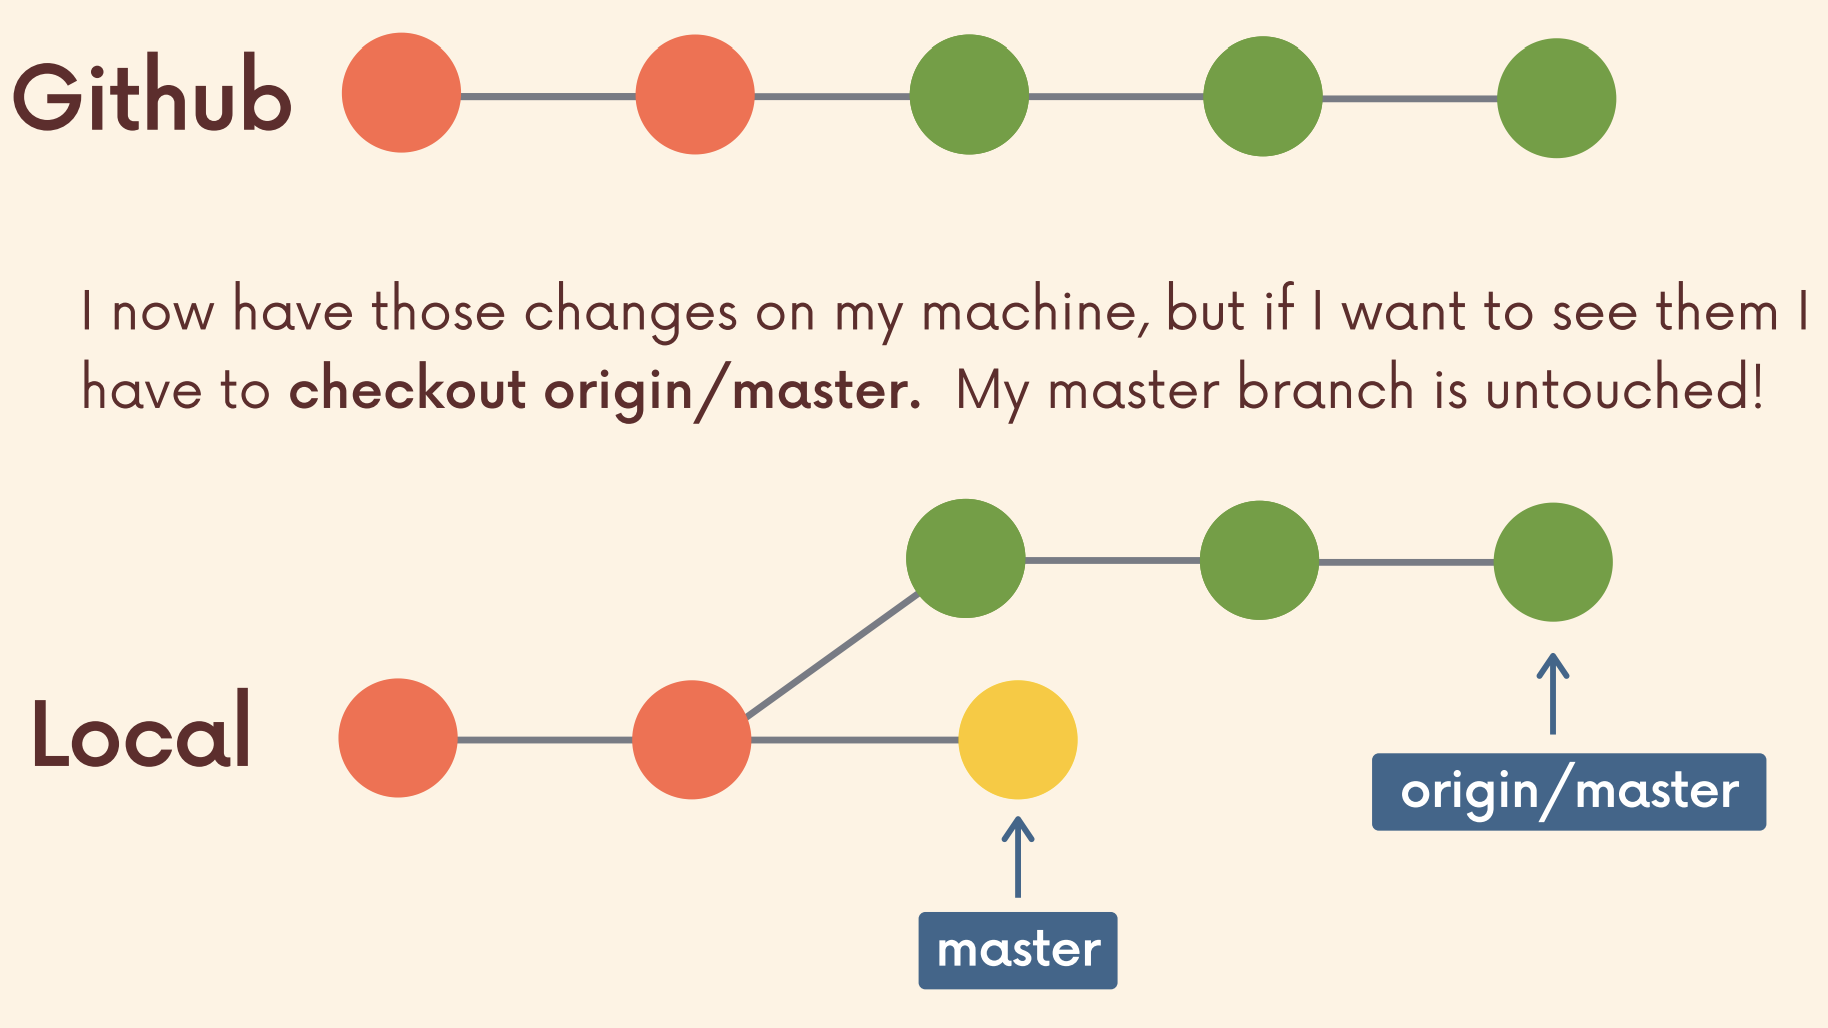 Github
I now have those changes on my machine, but if I want to see them I
have to checkout origin/master. My master branch is untouched!
Local
origin/master
master